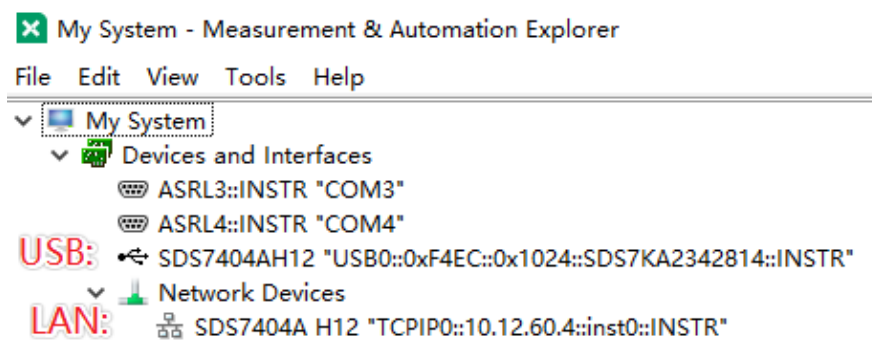 My System - Measurement & Automation Explorer
File Edit View Tools Help
My System
Devices and Interfaces
ASRL3::INSTR "COM3"
ASRL4::INSTR "COM4"
USB: SDS7404AH12 "USB0::0xF4EC::0x1024::SDS7KA2342814::INSTR"
Network Devices
LAN: SDS7404A H12 "TCPIP0::10.12.60.4::inst0::INSTR"